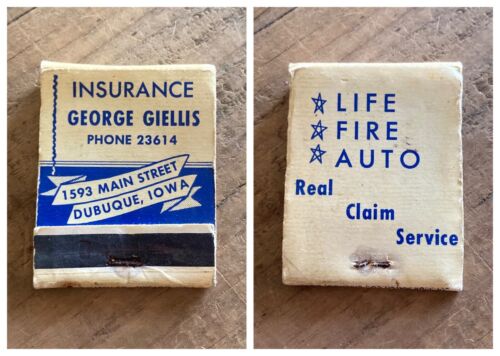 INSURANCE
GEORGE GIELLIS
PHONE 23614
1593 MAIN STREET
DUBUQUE, IOWA
LIFE
FIRE
AUTO
Real
Claim
Service